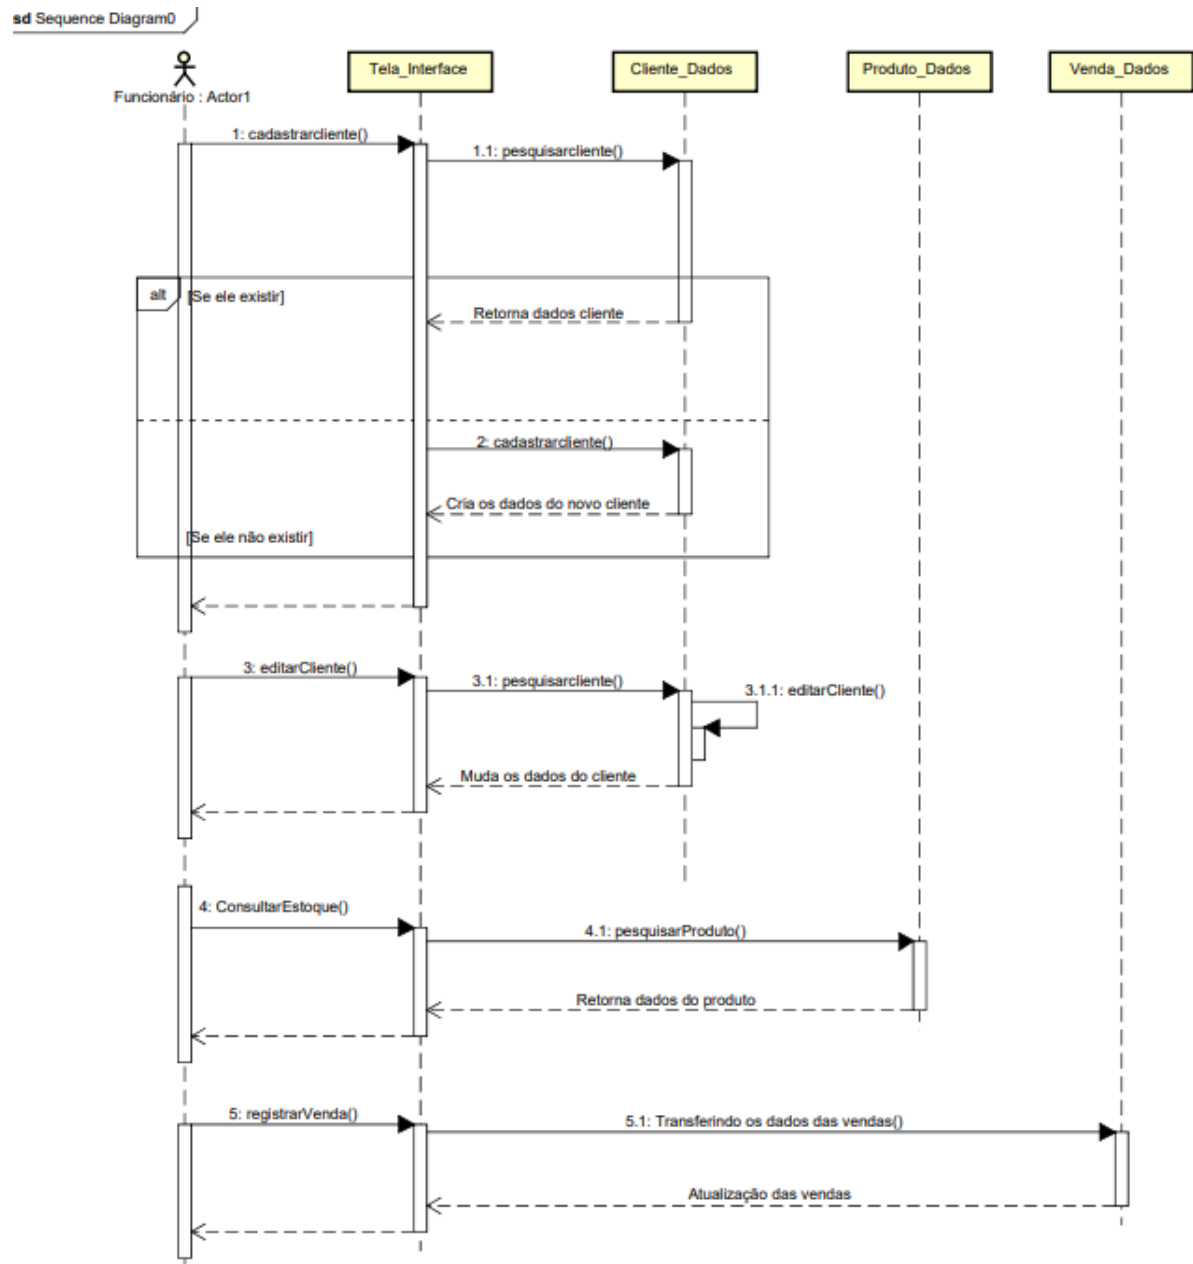 sd Sequence Diagram0
Funcionário : Actor1
Tela_Interface
Cliente_Dados
Produto_Dados
Venda_Dados
1: cadastrarcliente()
1.1: pesquisarcliente()
alt
[Se ele existir]
Retorna dados cliente
2: cadastrarcliente()
Cria os dados do novo cliente
[Se ele não existir]
3: editarCliente()
3.1: pesquisarcliente()
3.1.1: editarCliente()
Muda os dados do cliente
4: ConsultarEstoque()
4.1: pesquisarProduto()
Retorna dados do produto
5: registrarVenda()
5.1: Transferindo os dados das vendas()
Atualização das vendas